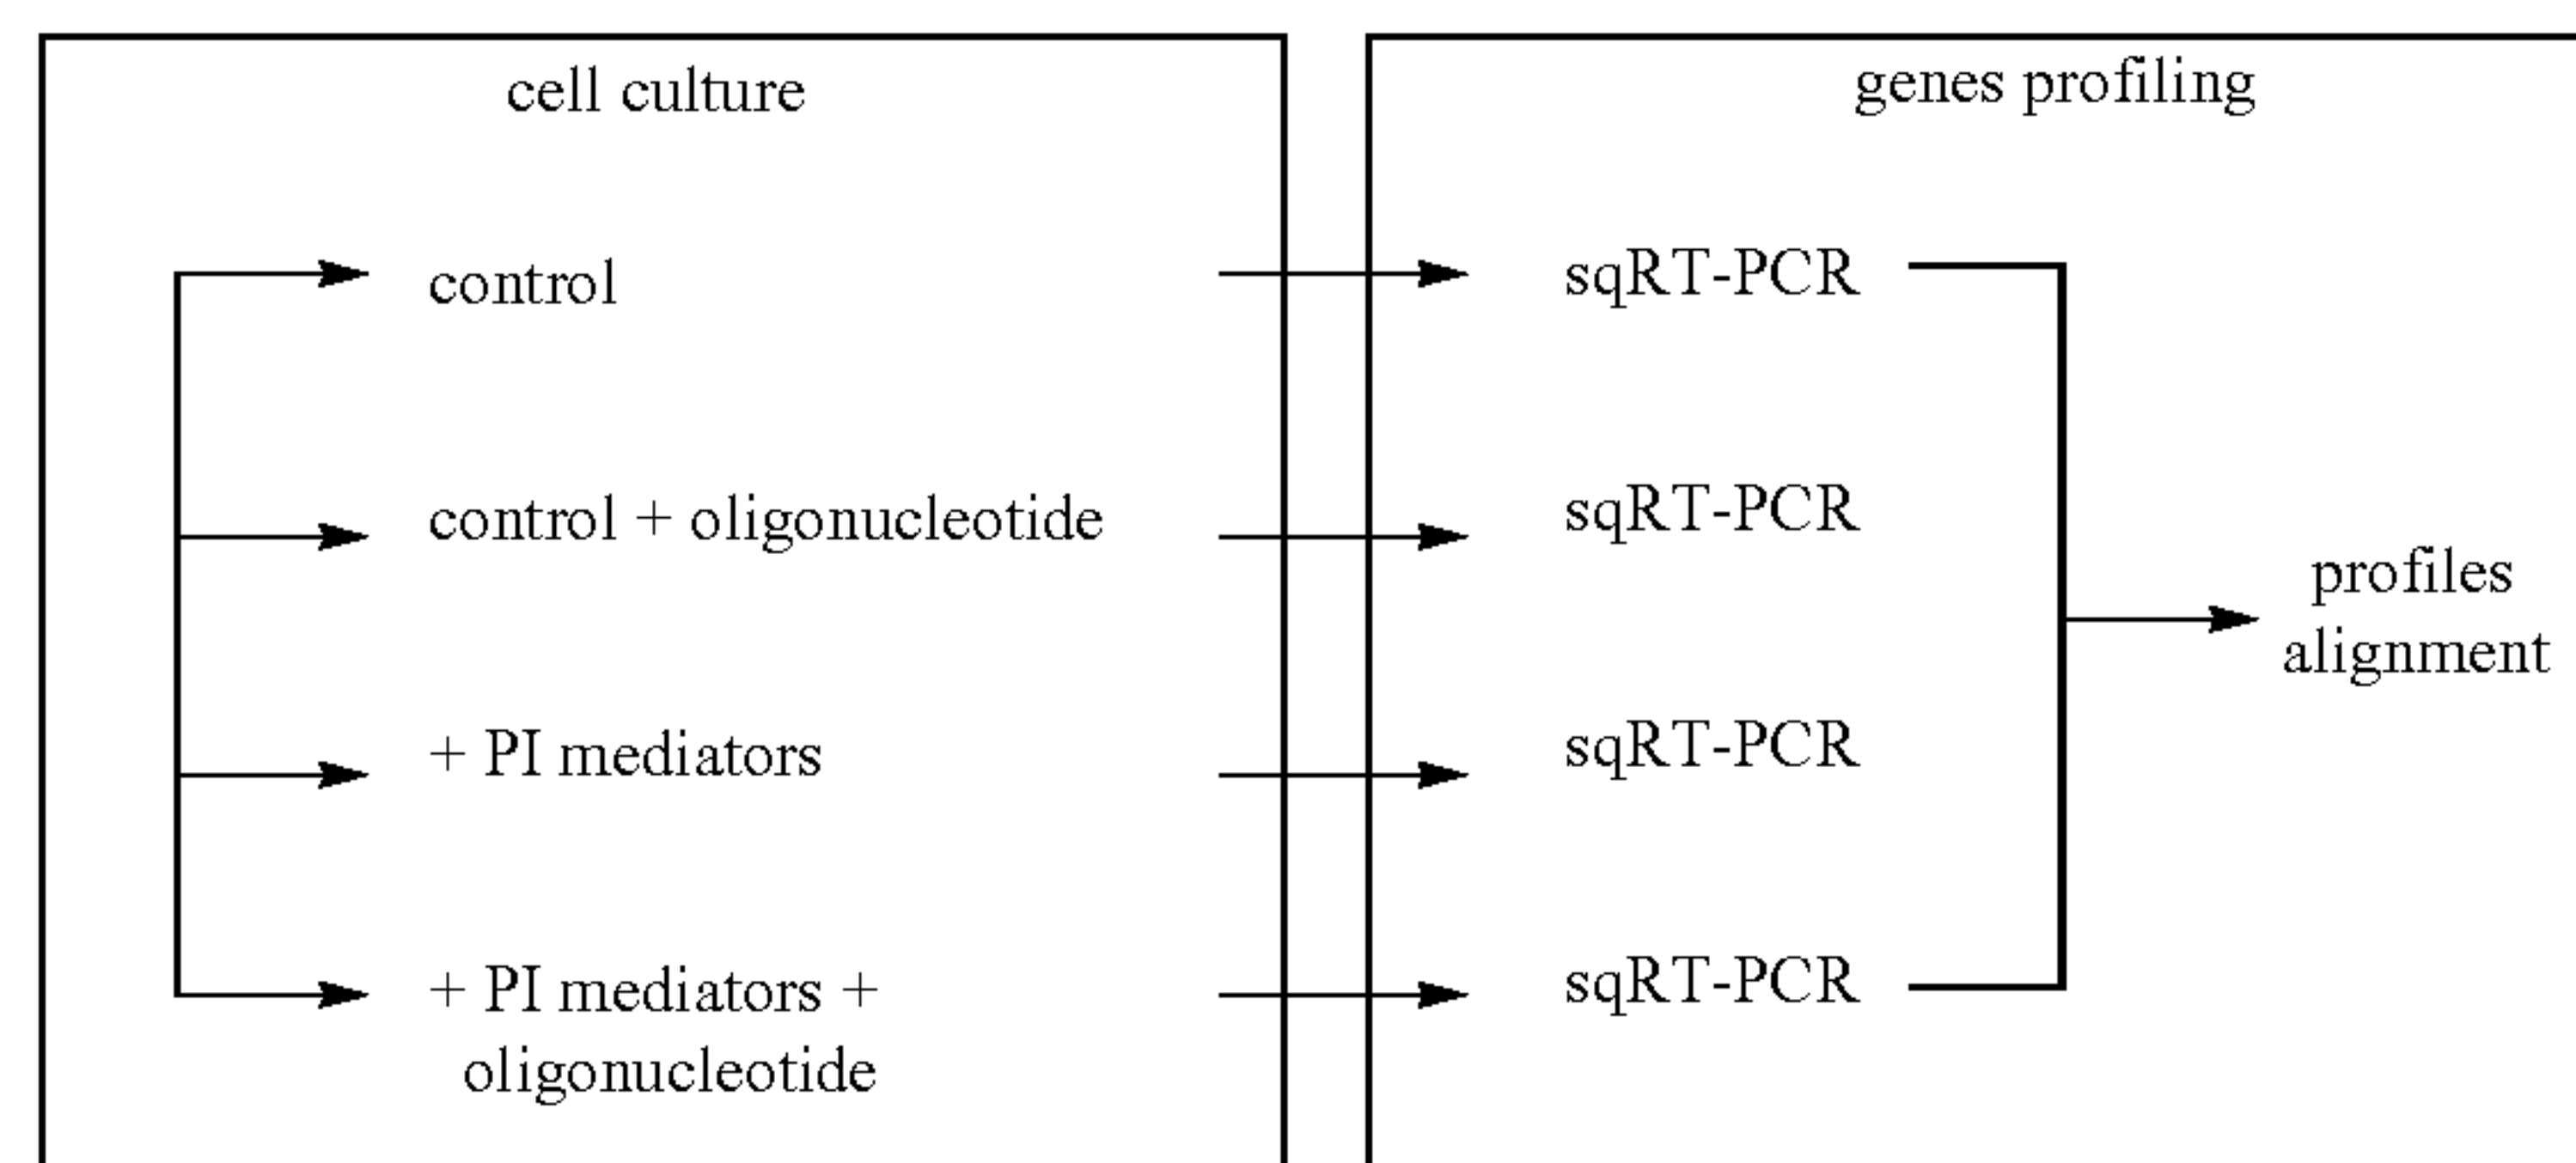 cell culture
control
control + oligonucleotide
+ PI mediators
+ PI mediators +
oligonucleotide
genes profiling
sqRT-PCR
sqRT-PCR
sqRT-PCR
sqRT-PCR
profiles
alignment